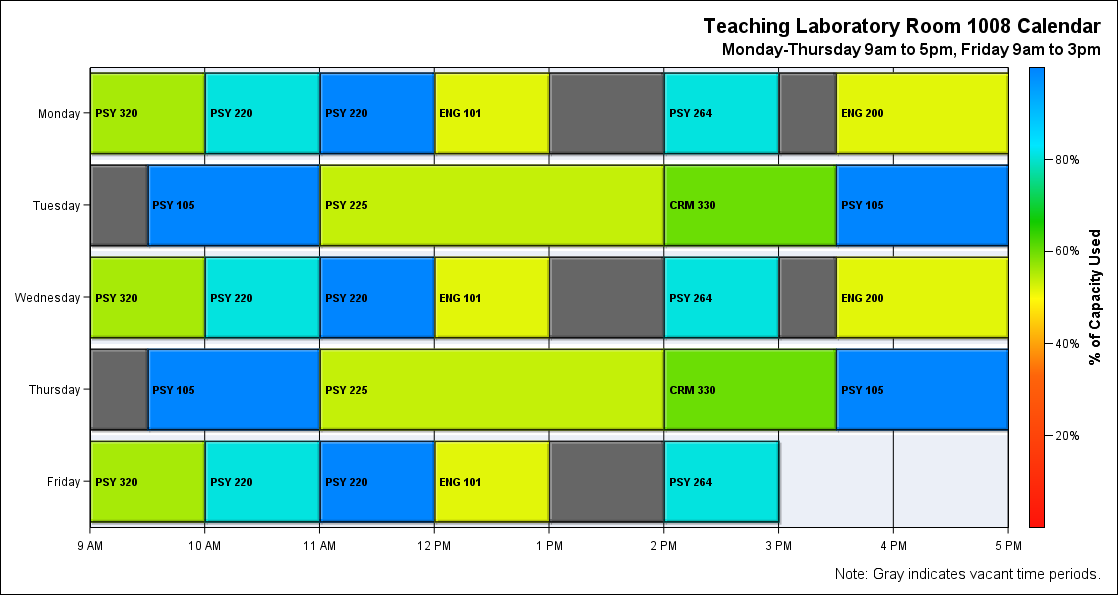 Teaching Laboratory Room 1008 Calendar
Monday-Thursday 9am to 5pm, Friday 9am to 3pm
Monday PSY 320 PSY 220 PSY 220 ENG 101 PSY 264 ENG 200
Tuesday PSY 105 PSY 225 CRM 330 PSY 105
Wednesday PSY 320 PSY 220 PSY 220 ENG 101 PSY 264 ENG 200
Thursday PSY 105 PSY 225 CRM 330 PSY 105
Friday PSY 320 PSY 220 PSY 220 ENG 101 PSY 264
9 AM 10 AM 11 AM 12 PM 1 PM 2 PM 3 PM 4 PM 5 PM
80%
60%
40%
20%
% of Capacity Used
Note: Gray indicates vacant time periods.